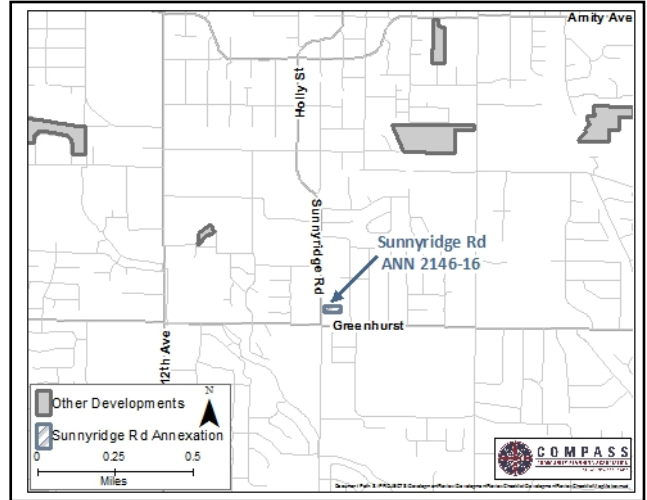 Amity Ave
Holly St
Sunnyridge Rd
Sunnyridge Rd
ANN 2146-16
Greenhurst
12th Ave
N
Other Developments
Sunnyridge Rd Annexation
0 0.25 0.5
Miles
COMPASS